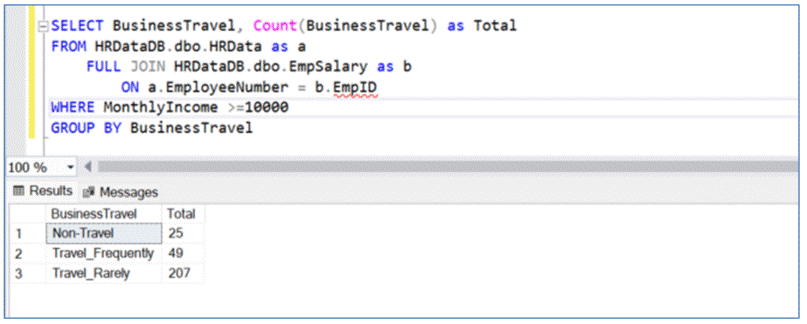 SELECT BusinessTravel, Count(BusinessTravel) as Total
FROM HRDataDB.dbo.HRData as a
FULL JOIN HRDataDB.dbo.EmpSalary as b
ON a.EmployeeNumber = b.EmpID
WHERE MonthlyIncome >=10000
GROUP BY BusinessTravel
100 %
Results Messages
BusinessTravel Total
1 Non-Travel 25
2 Travel_Frequently 49
3 Travel_Rarely 207